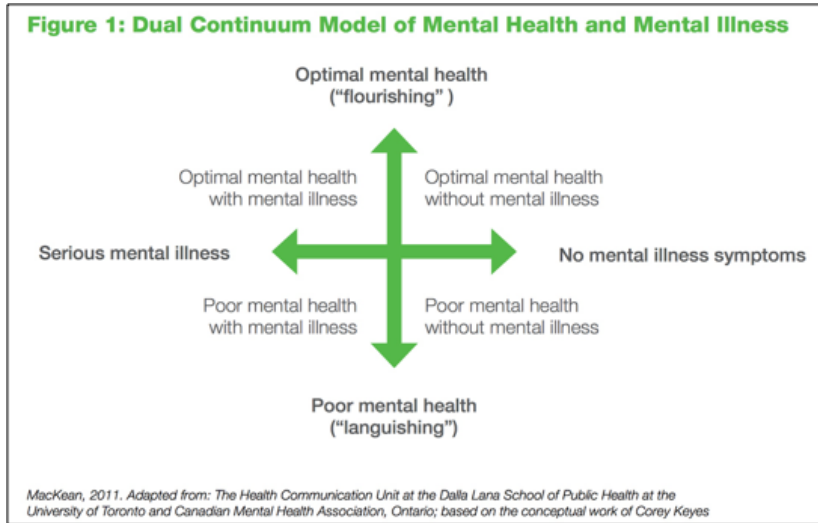 Figure 1: Dual Continuum Model of Mental Health and Mental Illness
Optimal mental health
(“flourishing” )
Optimal mental health
with mental illness
Optimal mental health
without mental illness
Serious mental illness
No mental illness symptoms
Poor mental health
with mental illness
Poor mental health
without mental illness
Poor mental health
(“languishing”)
MacKean, 2011. Adapted from: The Health Communication Unit at the Dalla Lana School of Public Health at the
University of Toronto and Canadian Mental Health Association, Ontario; based on the conceptual work of Corey Keyes